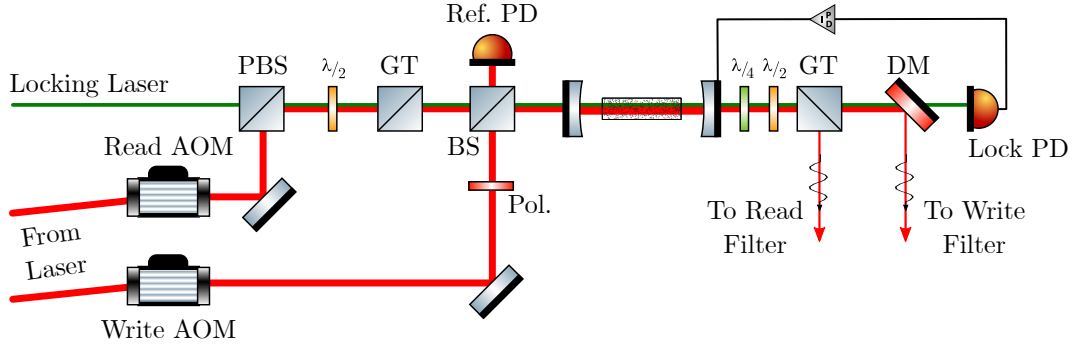 Ref. PD
PBS
λ/2
GT
Locking Laser
BS
Read AOM
Pol.
From
Laser
Write AOM
P
I
D
λ/4
λ/2
GT
DM
Lock PD
To Read
Filter
To Write
Filter